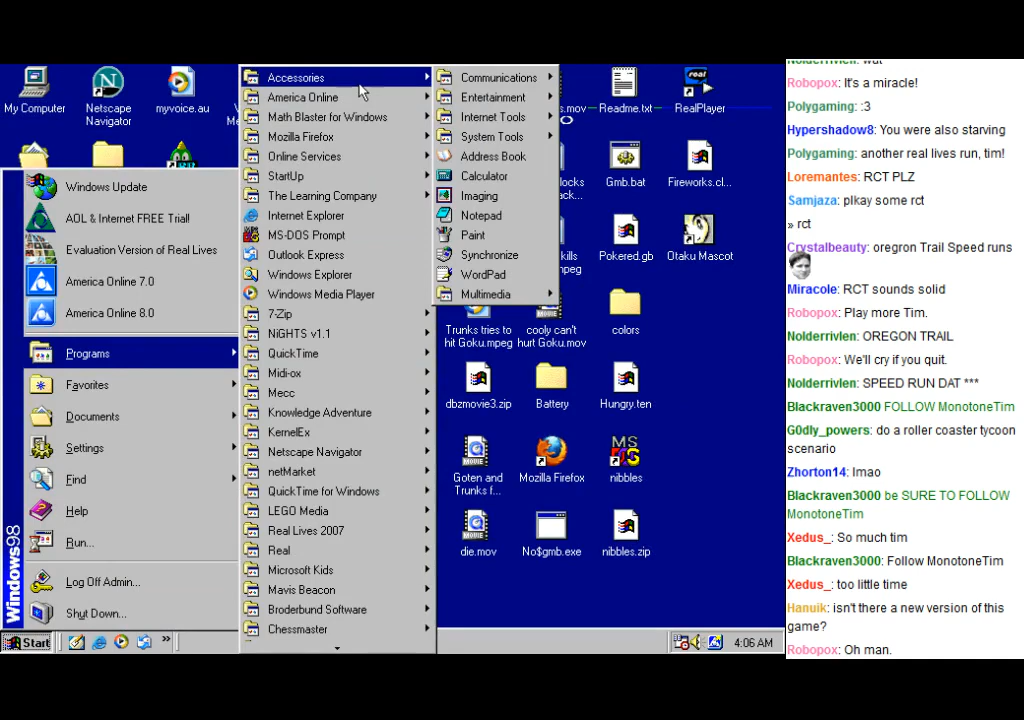 My Computer
Netscape
Navigator
myvoice.au
Windows Update
AOL & Internet FREE Trial!
Evaluation Version of Real Lives
America Online 7.0
America Online 8.0
Programs
Favorites
Documents
Settings
Find
Help
Run...
Log Off Admin...
Shut Down...
Windows98
Start
Accessories
America Online
Math Blaster for Windows
Mozilla Firefox
Online Services
StartUp
The Learning Company
Internet Explorer
MS-DOS Prompt
Outlook Express
Windows Explorer
Windows Media Player
7-Zip
NiGHTS v1.1
QuickTime
Midi-ox
Mecc
Knowledge Adventure
KernelEx
Netscape Navigator
netMarket
QuickTime for Windows
LEGO Media
Real Lives 2007
Real
Microsoft Kids
Mavis Beacon
Broderbund Software
Chessmaster
Communications
Entertainment
Internet Tools
System Tools
Address Book
Calculator
Imaging
Notepad
Paint
Synchronize
WordPad
Multimedia
s.mov
Readme.txt
real
RealPlayer
locks
ack...
Gmb.bat
Fireworks.cl...
kills
mpeg
Pokered.gb
Otaku Mascot
Trunks tries to
hit Goku.mpeg
cooly can't
hurt Goku.mov
colors
dbzmovie3.zip
Battery
Hungry.ten
MOVIE
Goten and
Trunks f...
Mozilla Firefox
MS
DOS
nibbles
MOVIE
die.mov
No$gmb.exe
nibbles.zip
4:06 AM
Nolderrivlen: wat
Robopox: It's a miracle!
Polygaming: :3
Hypershadow8: You were also starving
Polygaming: another real lives run, tim!
Loremantes: RCT PLZ
Samjaza: plkay some rct
» rct
Crystalbeauty: oregron Trail Speed runs
Miracole: RCT sounds solid
Robopox: Play more Tim.
Nolderrivlen: OREGON TRAIL
Robopox: We'll cry if you quit.
Nolderrivlen: SPEED RUN DAT ***
Blackraven3000 FOLLOW MonotoneTim
G0dly_powers: do a roller coaster tycoon
scenario
Zhorton14: lmao
Blackraven3000 be SURE TO FOLLOW
MonotoneTim
Xedus_: So much tim
Blackraven3000: Follow MonotoneTim
Xedus_: too little time
Hanuik: isn't there a new version of this
game?
Robopox: Oh man.